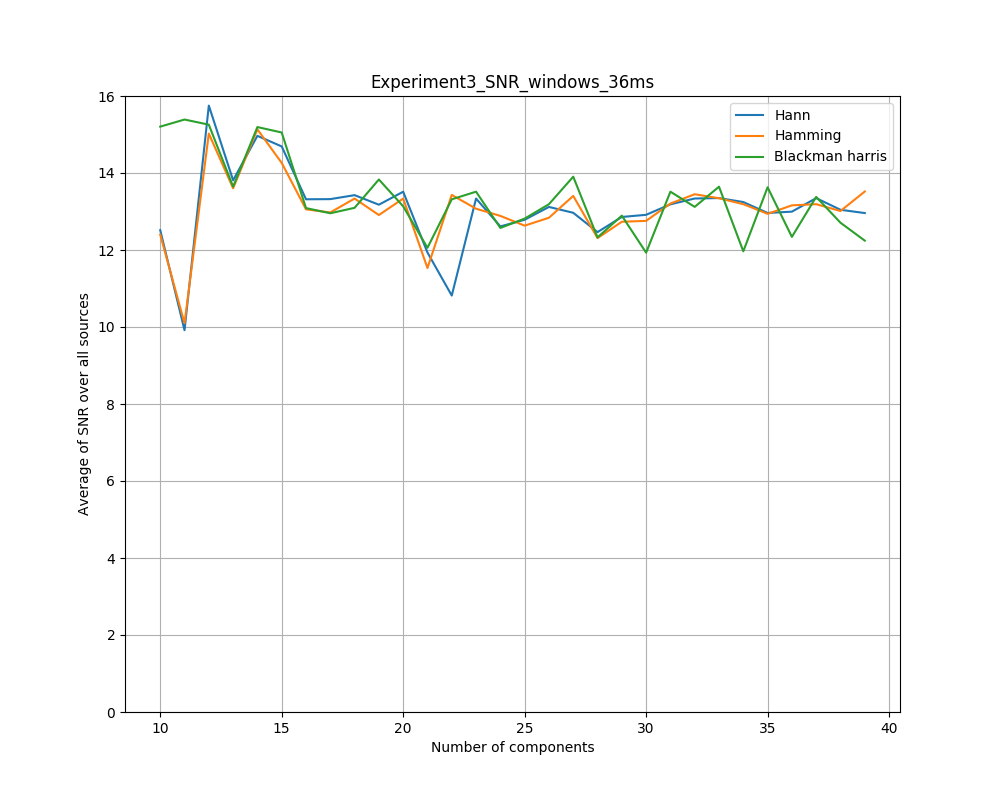 Experiment3_SNR_windows_36ms
Hann
Hamming
Blackman harris
Average of SNR over all sources
16
14
12
10
8
6
4
2
0
10 15 20 25 30 35 40
Number of components